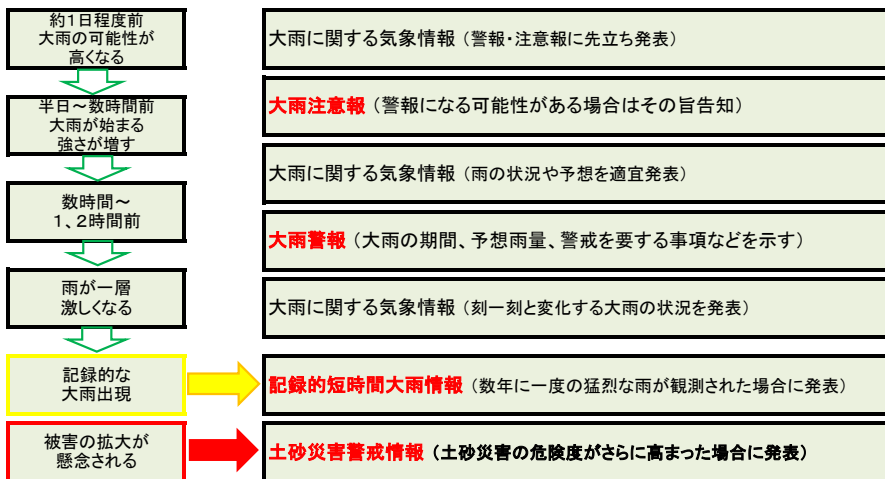 約1日程度前
大雨の可能性が
高くなる
大雨に関する気象情報（警報・注意報に先立ち発表）
半日～数時間前
大雨が始まる
強さが増す
大雨注意報（警報になる可能性がある場合はその旨告知）
大雨に関する気象情報（雨の状況や予想を適宜発表）
数時間～
１、２時間前
大雨警報（大雨の期間、予想雨量、警戒を要する事項などを示す）
雨が一層
激しくなる
大雨に関する気象情報（刻一刻と変化する大雨の状況を発表）
記録的な
大雨出現
記録的短時間大雨情報（数年に一度の猛烈な雨が観測された場合に発表）
被害の拡大が
懸念される
土砂災害警戒情報（土砂災害の危険度がさらに高まった場合に発表）